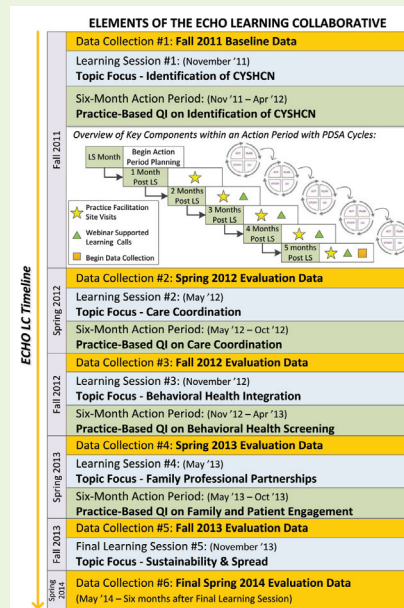 ELEMENTS OF THE ECHO LEARNING COLLABORATIVE
ECHO LC Timeline
Fall 2011
Data Collection #1: Fall 2011 Baseline Data
Learning Session #1: (November '11)
Topic Focus - Identification of CYSHCN
Six-Month Action Period: (Nov '11 – Apr '12)
Practice-Based QI on Identification of CYSHCN
Overview of Key Components within an Action Period with PDSA Cycles:
LS Month
Begin Action
Period Planning
1 Month
Post LS
2 Months
Post LS
3 Months
Post LS
4 Months
Post LS
5 months
Post LS
Practice Facilitation
Site Visits
Webinar Supported
Learning Calls
Begin Data Collection
Spring 2012
Data Collection #2: Spring 2012 Evaluation Data
Learning Session #2: (May '12)
Topic Focus - Care Coordination
Six-Month Action Period: (May '12 – Oct '12)
Practice-Based QI on Care Coordination
Fall 2012
Data Collection #3: Fall 2012 Evaluation Data
Learning Session #3: (November '12)
Topic Focus - Behavioral Health Integration
Six-Month Action Period: (Nov '12 – Apr '13)
Practice-Based QI on Behavioral Health Screening
Spring 2013
Data Collection #4: Spring 2013 Evaluation Data
Learning Session #4: (May '13)
Topic Focus - Family Professional Partnerships
Six-Month Action Period: (May '13 – Oct '13)
Practice-Based QI on Family and Patient Engagement
Fall 2013
Data Collection #5: Fall 2013 Evaluation Data
Final Learning Session #5: (November '13)
Topic Focus - Sustainability & Spread
Spring
2014
Data Collection #6: Final Spring 2014 Evaluation Data
(May '14 – Six months after Final Learning Session)